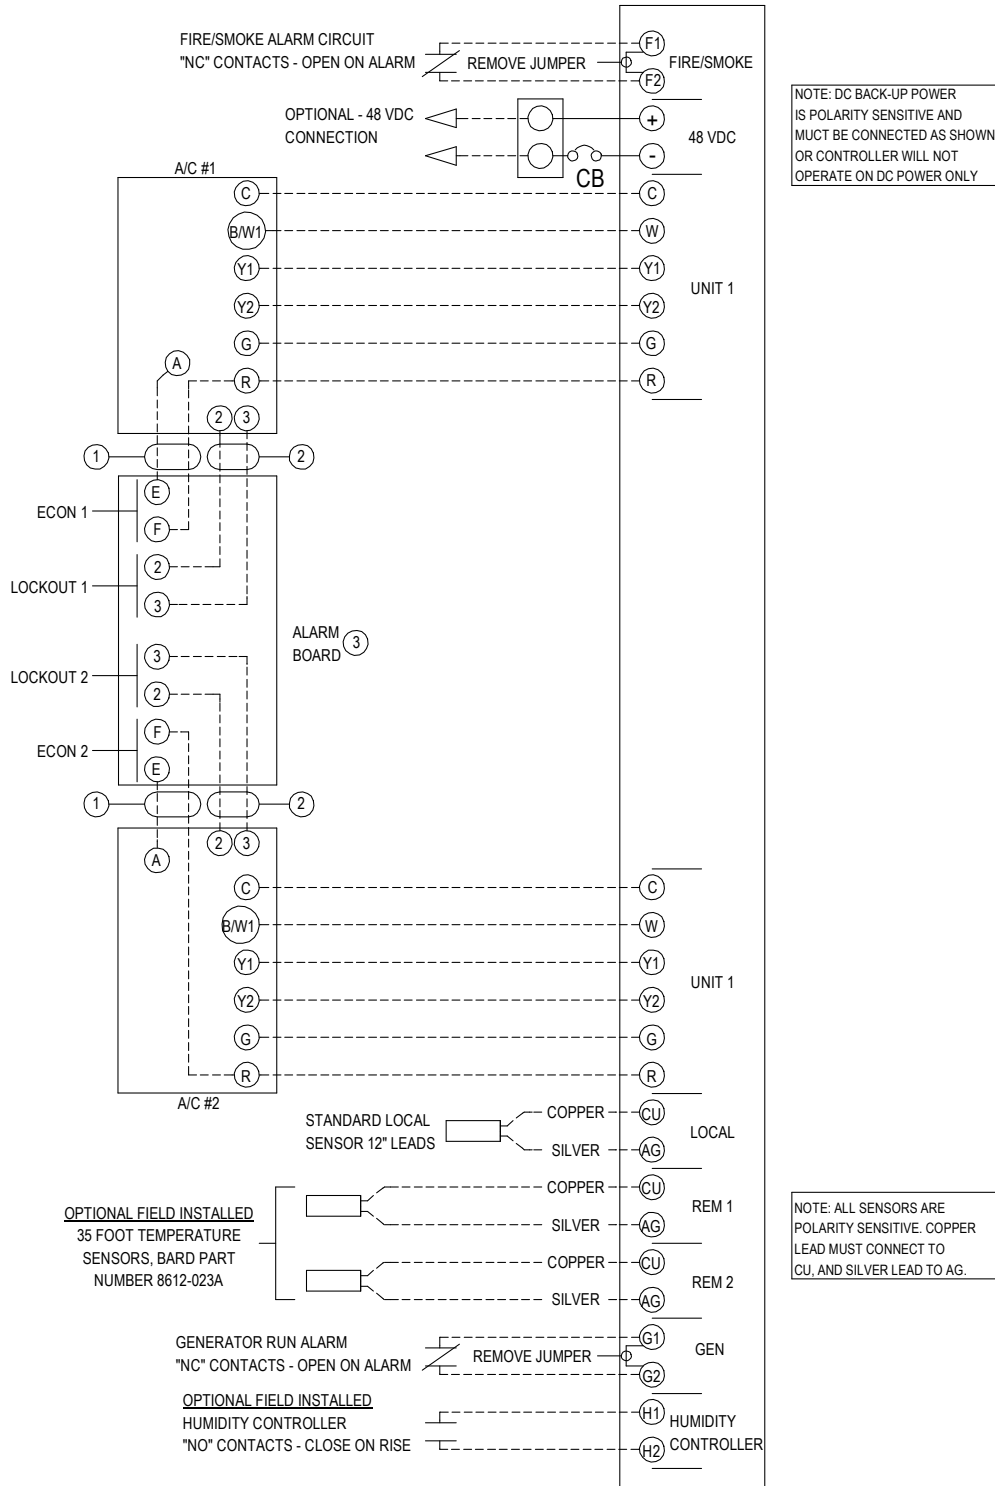 FIRE/SMOKE ALARM CIRCUIT
"NC" CONTACTS - OPEN ON ALARM
REMOVE JUMPER
F1
F2
FIRE/SMOKE
OPTIONAL - 48 VDC
CONNECTION
CB
+
-
48 VDC
NOTE: DC BACK-UP POWER
IS POLARITY SENSITIVE AND
MUCT BE CONNECTED AS SHOWN
OR CONTROLLER WILL NOT
OPERATE ON DC POWER ONLY
A/C #1
C
C
B/W1
W
Y1
Y1
Y2
Y2
G
G
R
R
UNIT 1
A
2
3
1
2
ECON 1
E
F
LOCKOUT 1
2
3
ALARM
BOARD
3
LOCKOUT 2
3
2
ECON 2
F
E
1
2
2
3
A
C
C
B/W1
W
Y1
Y1
Y2
Y2
G
G
R
R
UNIT 1
A/C #2
STANDARD LOCAL
SENSOR 12" LEADS
COPPER
CU
SILVER
AG
LOCAL
OPTIONAL FIELD INSTALLED
35 FOOT TEMPERATURE
SENSORS, BARD PART
NUMBER 8612-023A
COPPER
CU
SILVER
AG
REM 1
COPPER
CU
SILVER
AG
REM 2
NOTE: ALL SENSORS ARE
POLARITY SENSITIVE. COPPER
LEAD MUST CONNECT TO
CU, AND SILVER LEAD TO AG.
GENERATOR RUN ALARM
"NC" CONTACTS - OPEN ON ALARM
REMOVE JUMPER
G1
G2
GEN
OPTIONAL FIELD INSTALLED
HUMIDITY CONTROLLER
"NO" CONTACTS - CLOSE ON RISE
H1
H2
HUMIDITY
CONTROLLER